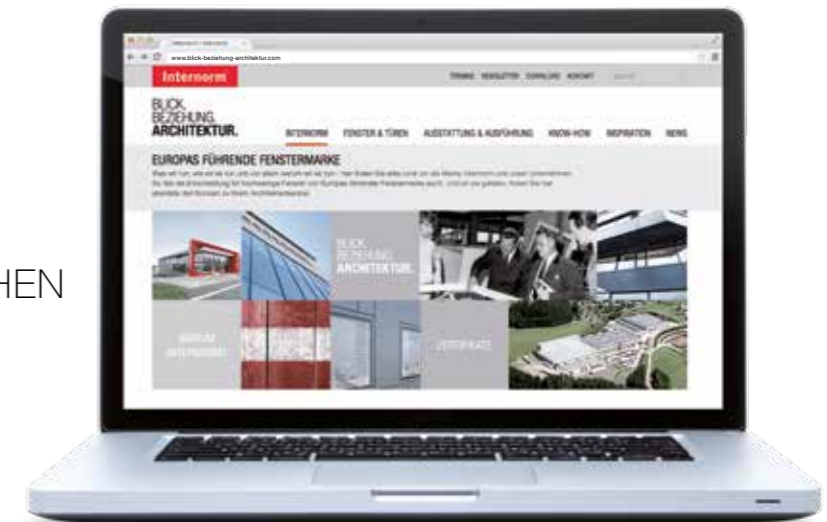 HEN
www.blick-beziehung-architektur.com
Internorm
TERMINE NEWSLETTER DOWNLOAD KONTAKT
BLICK.
BEZIEHUNG.
ARCHITEKTUR.
INTERNORM FENSTER & TÜREN AUSSTATTUNG & AUSFÜHRUNG KNOW-HOW INSPIRATION NEWS
EUROPAS FÜHRENDE FENSTERMARKE
BLICK.
BEZIEHUNG.
ARCHITEKTUR.
WARUM
INTERNORM?
ZERTIFIKATE